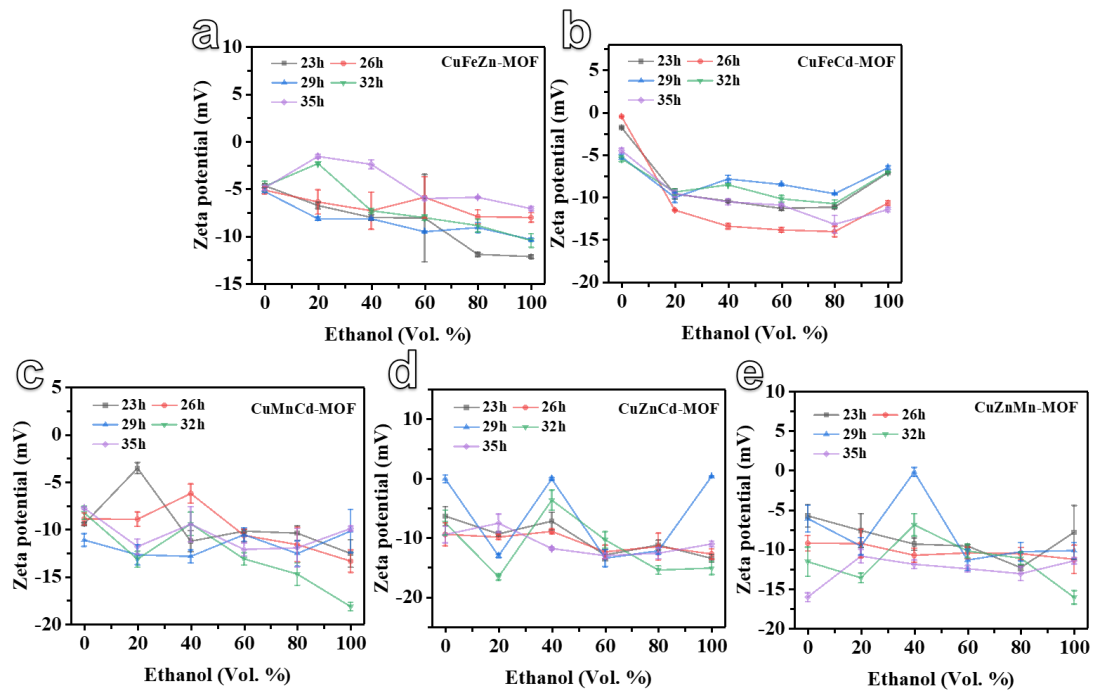 a
CuFeZn-MOF
23h 26h
29h 32h
35h
10
5
0
-5
-10
-15
Zeta potential (mV)
0 20 40 60 80 100
Ethanol (Vol. %)
b
CuFeCd-MOF
23h 26h
29h 32h
35h
5
0
-5
-10
-15
-20
Zeta potential (mV)
0 20 40 60 80 100
Ethanol (Vol. %)
c
CuMnCd-MOF
23h 26h
29h 32h
35h
5
-5
-10
-15
-20
Zeta potential (mV)
0 20 40 60 80 100
Ethanol (Vol. %)
d
CuZnCd-MOF
23h 26h
29h 32h
35h
10
0
-10
-20
Zeta potential (mV)
0 20 40 60 80 100
Ethanol (Vol. %)
e
CuZnMn-MOF
23h 26h
29h 32h
35h
10
5
0
-5
-10
-15
-20
Zeta potential (mV)
0 20 40 60 80 100
Ethanol (Vol. %)